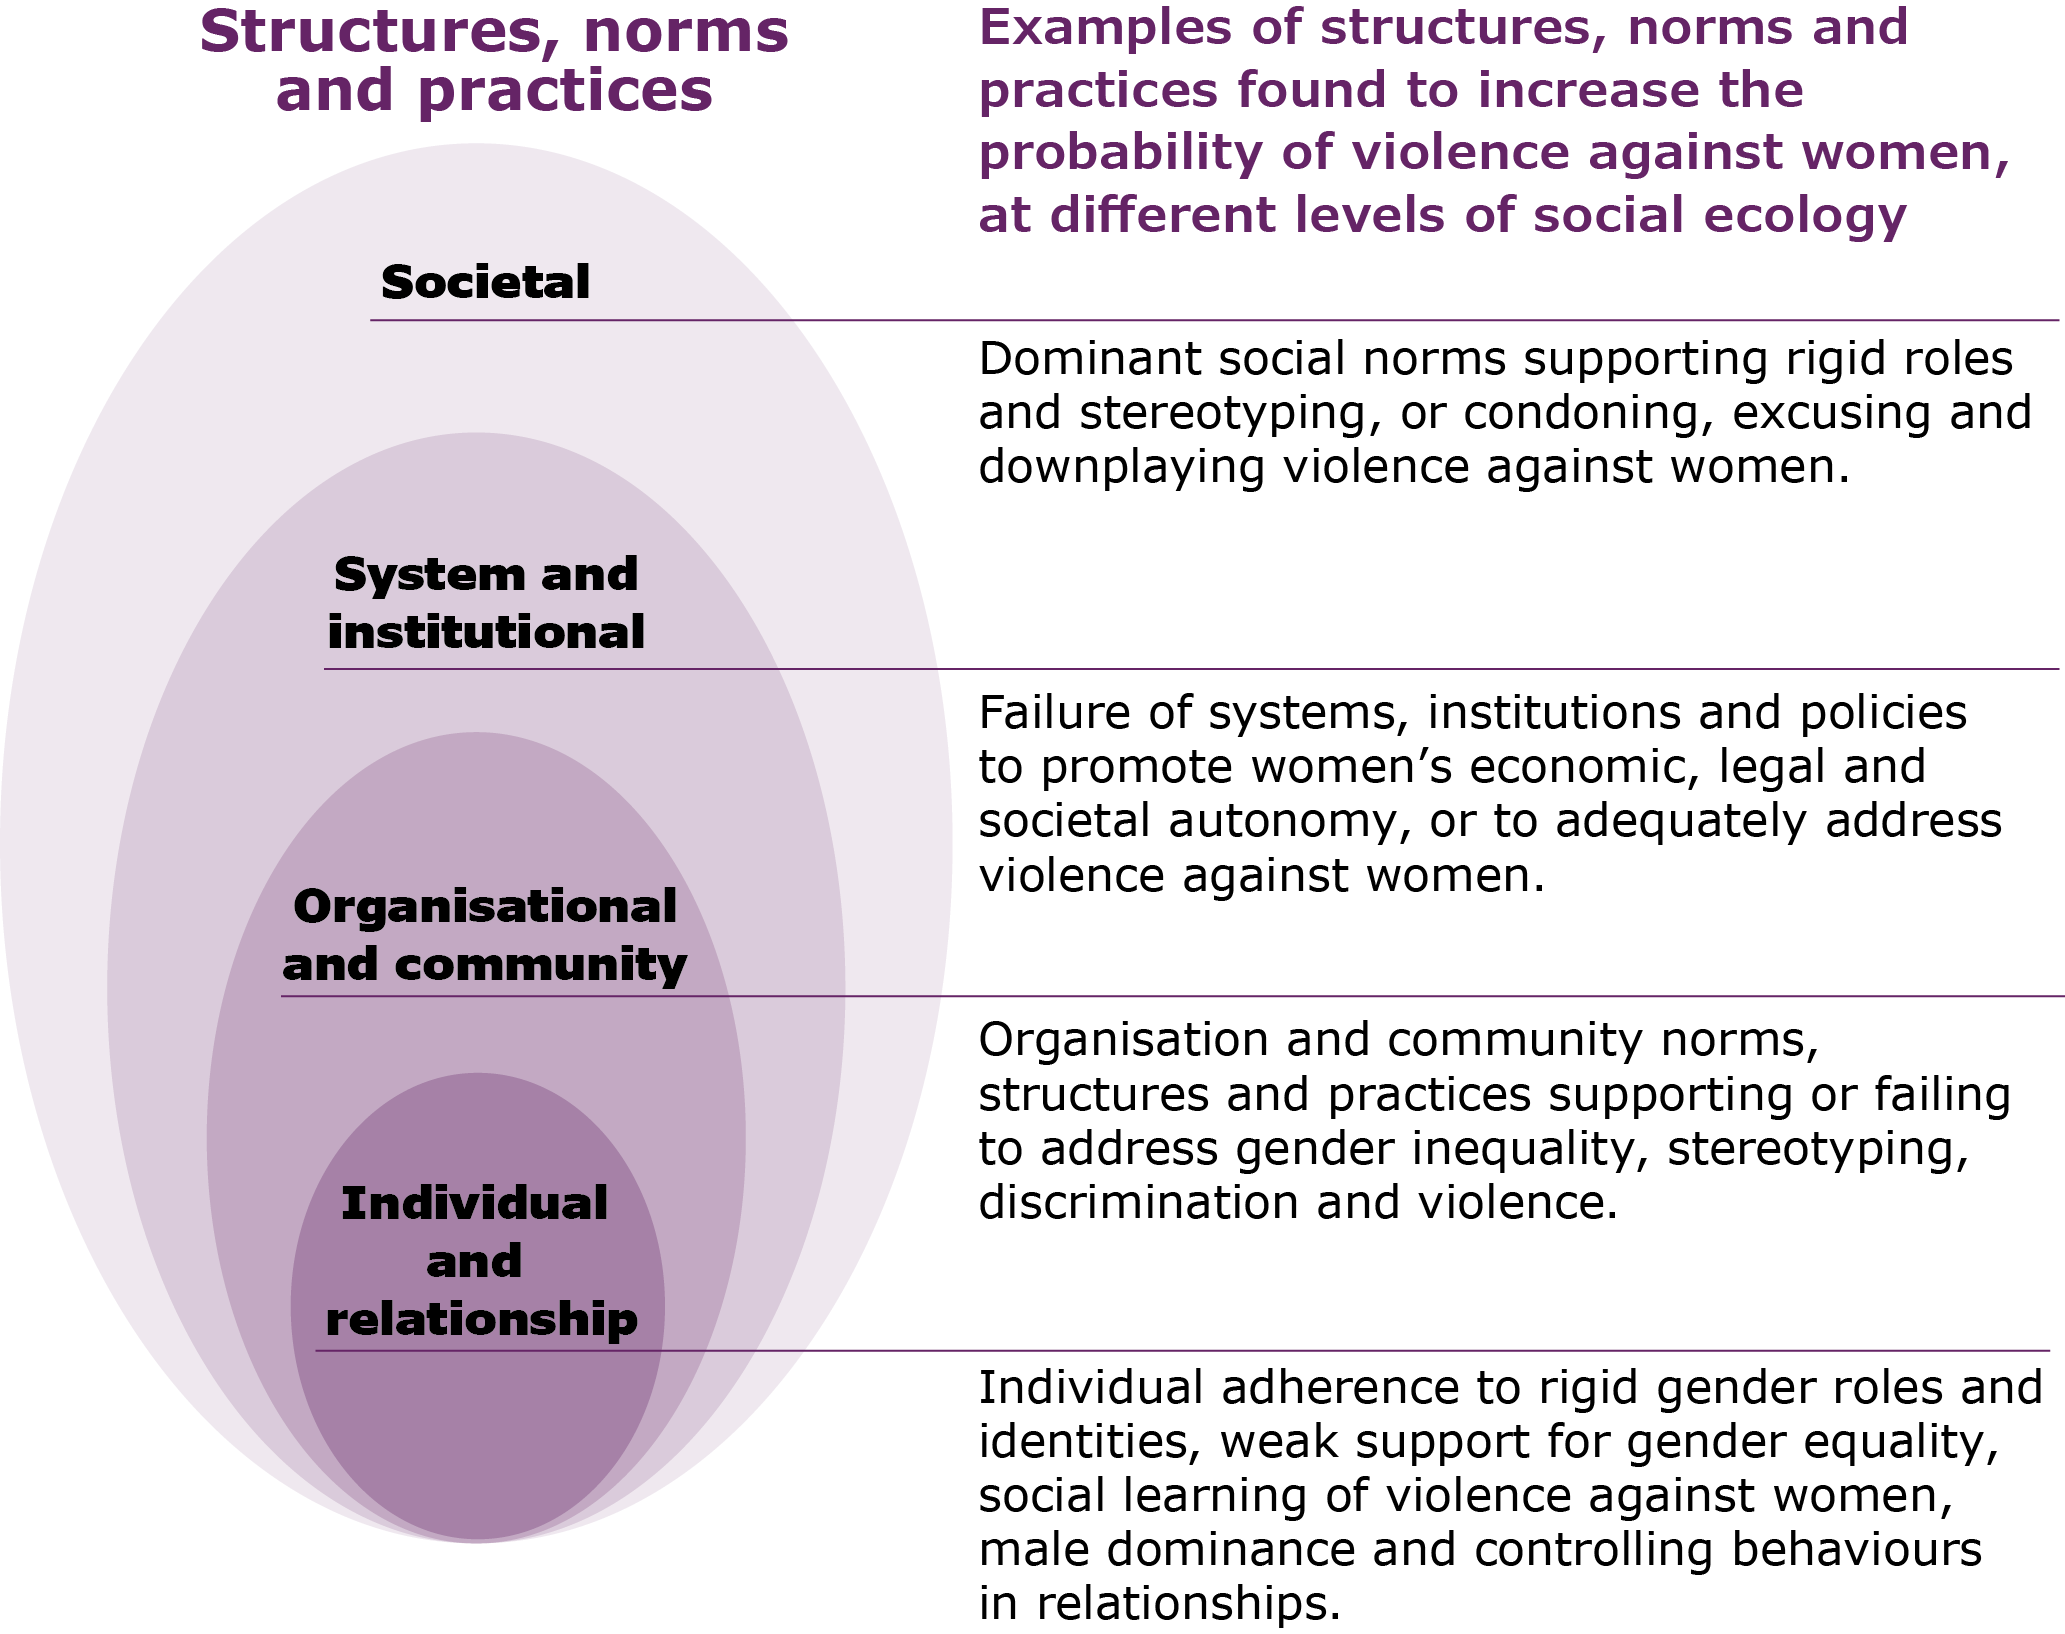 Structures, norms
and practices
Examples of structures, norms and
practices found to increase the
probability of violence against women,
at different levels of social ecology
Societal
Dominant social norms supporting rigid roles
and stereotyping, or condoning, excusing and
downplaying violence against women.
System and
institutional
Failure of systems, institutions and policies
to promote women’s economic, legal and
societal autonomy, or to adequately address
violence against women.
Organisational
and community
Organisation and community norms,
structures and practices supporting or failing
to address gender inequality, stereotyping,
discrimination and violence.
Individual
and
relationship
Individual adherence to rigid gender roles and
identities, weak support for gender equality,
social learning of violence against women,
male dominance and controlling behaviours
in relationships.